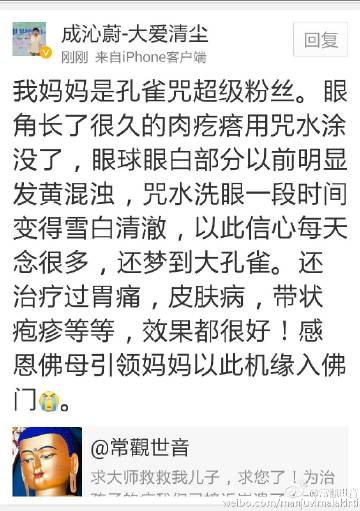 成沁蔚-大爱清尘
刚刚 来自iPhone客户端
回复
我妈妈是孔雀咒超级粉丝。眼
角长了很久的肉疙瘩用咒水涂
没了，眼球眼白部分以前明显
发黄混浊，咒水洗眼一段时间
变得雪白清澈，以此信心每天
念很多，还梦到大孔雀。还
治疗过胃痛，皮肤病，带状
疱疹等等，效果都很好！感
恩佛母引领妈妈以此机缘入佛
门😭。
@常觀世音
求大师救救我儿子，求您了！为治